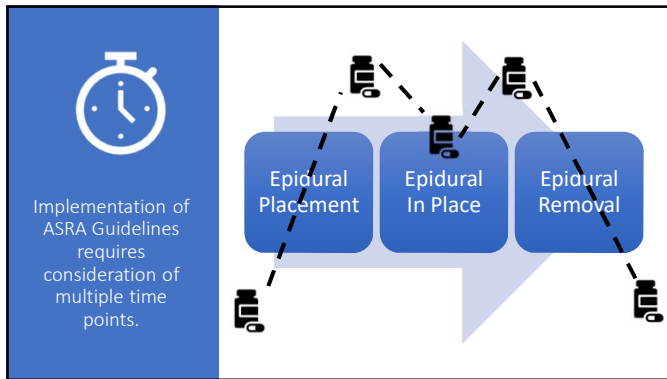 Implementation of
ASRA Guidelines
requires
consideration of
multiple time
points.
Epidural
Placement
Epidural
In Place
Epidural
Removal